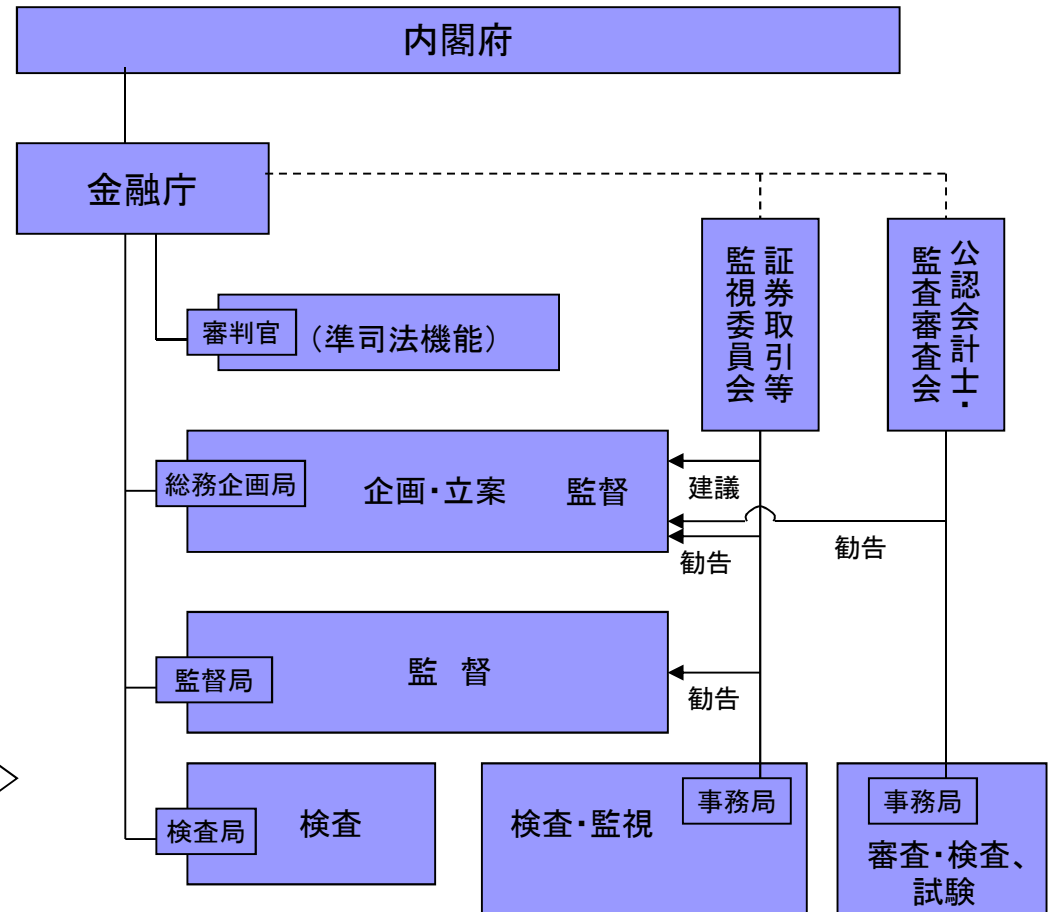 内閣府
金融庁
証券取引等
監視委員会
公認会計士・
監査審査会
審判官
（準司法機能）
総務企画局
企画・立案　監督
建議
勧告
勧告
監督局
監　督
勧告
検査局
検査
検査・監視
事務局
事務局
審査・検査、
試験